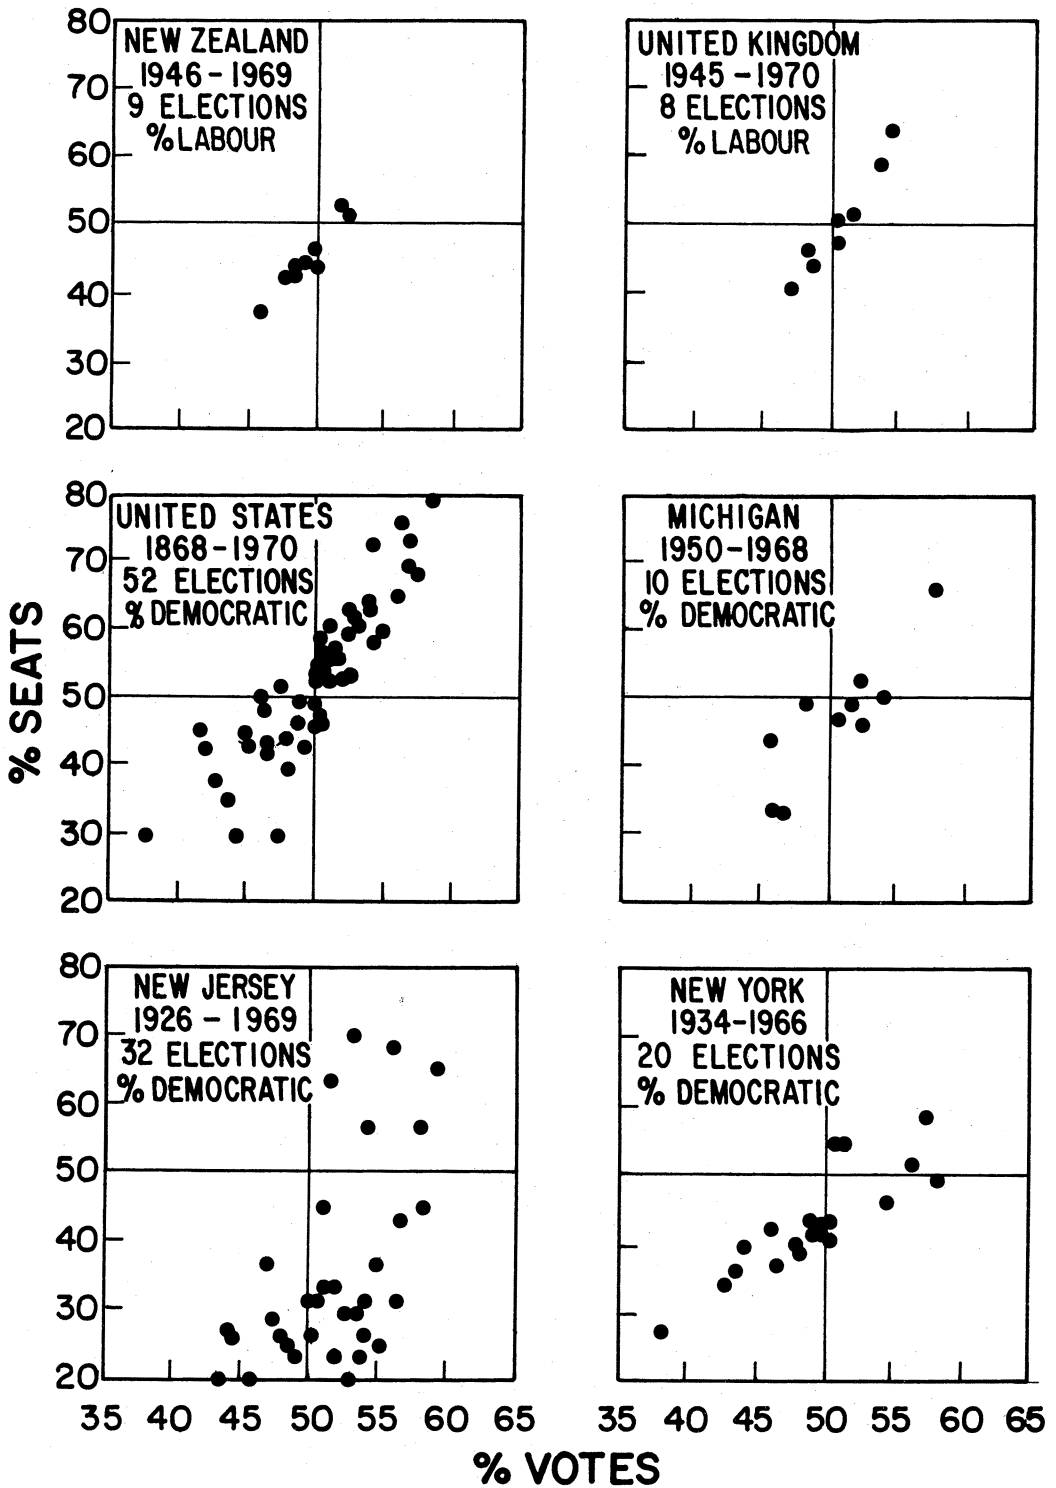 80
70
60
50
40
30
20
NEW ZEALAND
1946-1969
9 ELECTIONS
% LABOUR
UNITED KINGDOM
1945-1970
8 ELECTIONS
% LABOUR
% SEATS
80
70
60
50
40
30
20
UNITED STATES
1868-1970
52 ELECTIONS
% DEMOCRATIC
MICHIGAN
1950-1968
10 ELECTIONS
% DEMOCRATIC
80
70
60
50
40
30
20
NEW JERSEY
1926 - 1969
32 ELECTIONS
% DEMOCRATIC
NEW YORK
1934-1966
20 ELECTIONS
% DEMOCRATIC
35 40 45 50 55 60 65
35 40 45 50 55 60 65
% VOTES